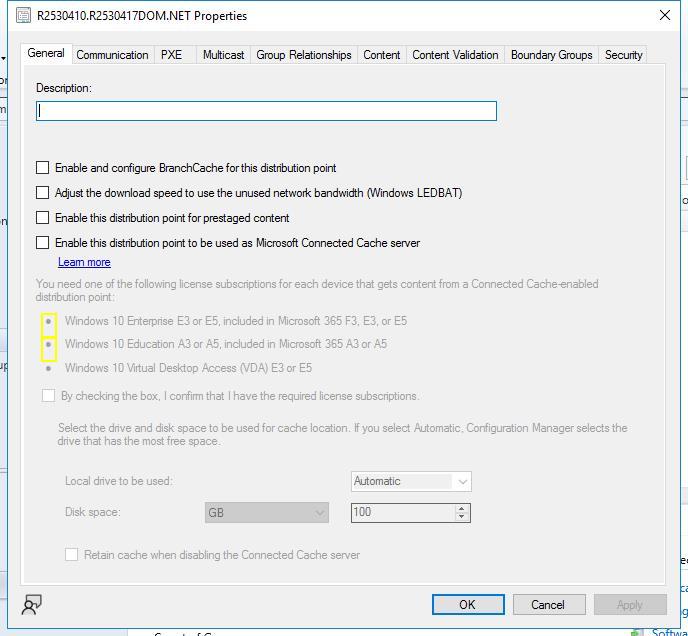 R2530410.R2530417DOM.NET Properties
General Communication PXE Multicast Group Relationships Content Content Validation Boundary Groups Security
Description:
Enable and configure BranchCache for this distribution point
Adjust the download speed to use the unused network bandwidth (Windows LEDBAT)
Enable this distribution point for prestaged content
Enable this distribution point to be used as Microsoft Connected Cache server
Learn more
You need one of the following license subscriptions for each device that gets content from a Connected Cache-enabled
distribution point:
Windows 10 Enterprise E3 or E5, included in Microsoft 365 F3, E3, or E5
Windows 10 Education A3 or A5, included in Microsoft 365 A3 or A5
Windows 10 Virtual Desktop Access (VDA) E3 or E5
By checking the box, I confirm that I have the required license subscriptions.
Select the drive and disk space to be used for cache location. If you select Automatic, Configuration Manager selects the
drive that has the most free space.
Local drive to be used: Automatic
Disk space: GB 100
Retain cache when disabling the Connected Cache server
OK Cancel Apply